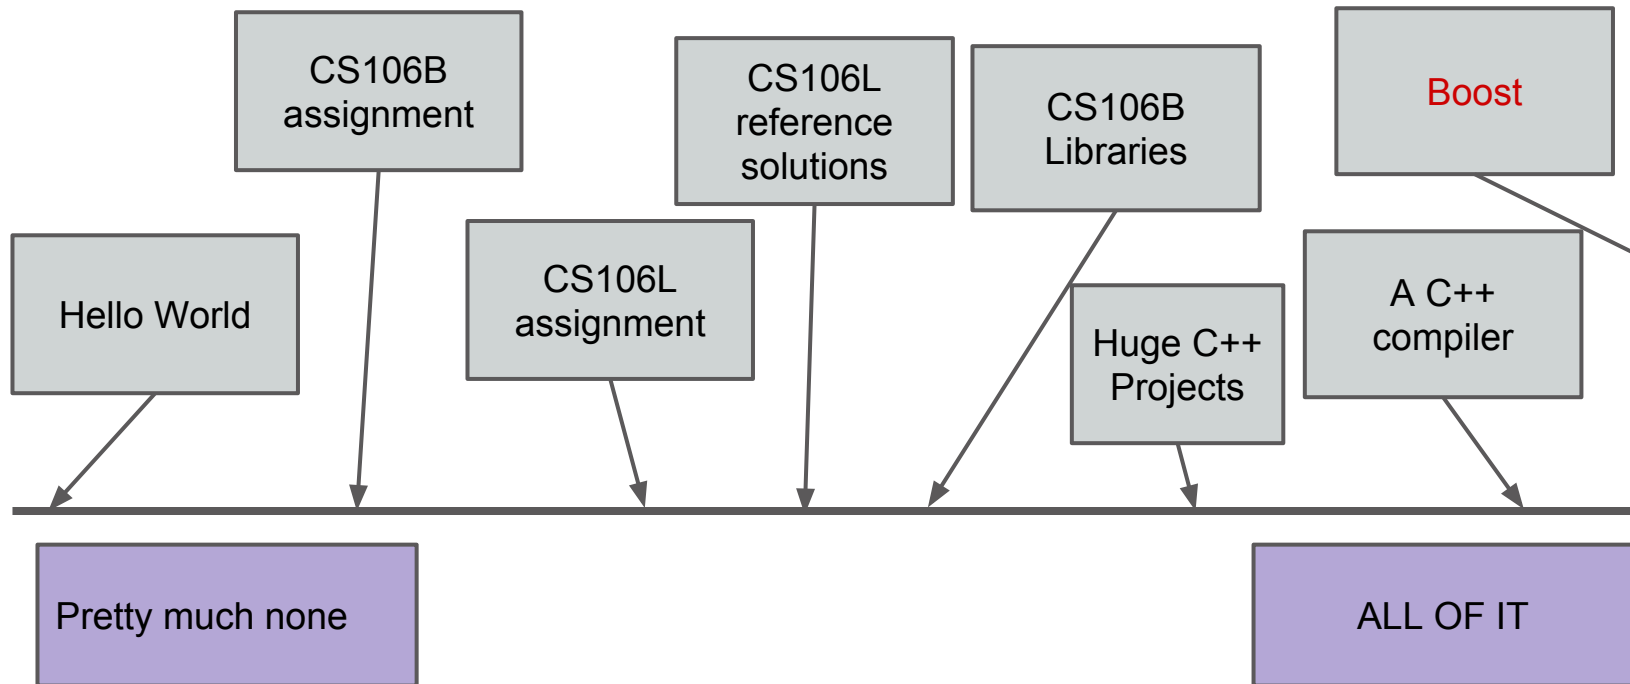 Hello World
CS106B
assignment
CS106L
assignment
CS106L
reference
solutions
CS106B
Libraries
Huge C++
Projects
Boost
A C++
compiler
Pretty much none
ALL OF IT